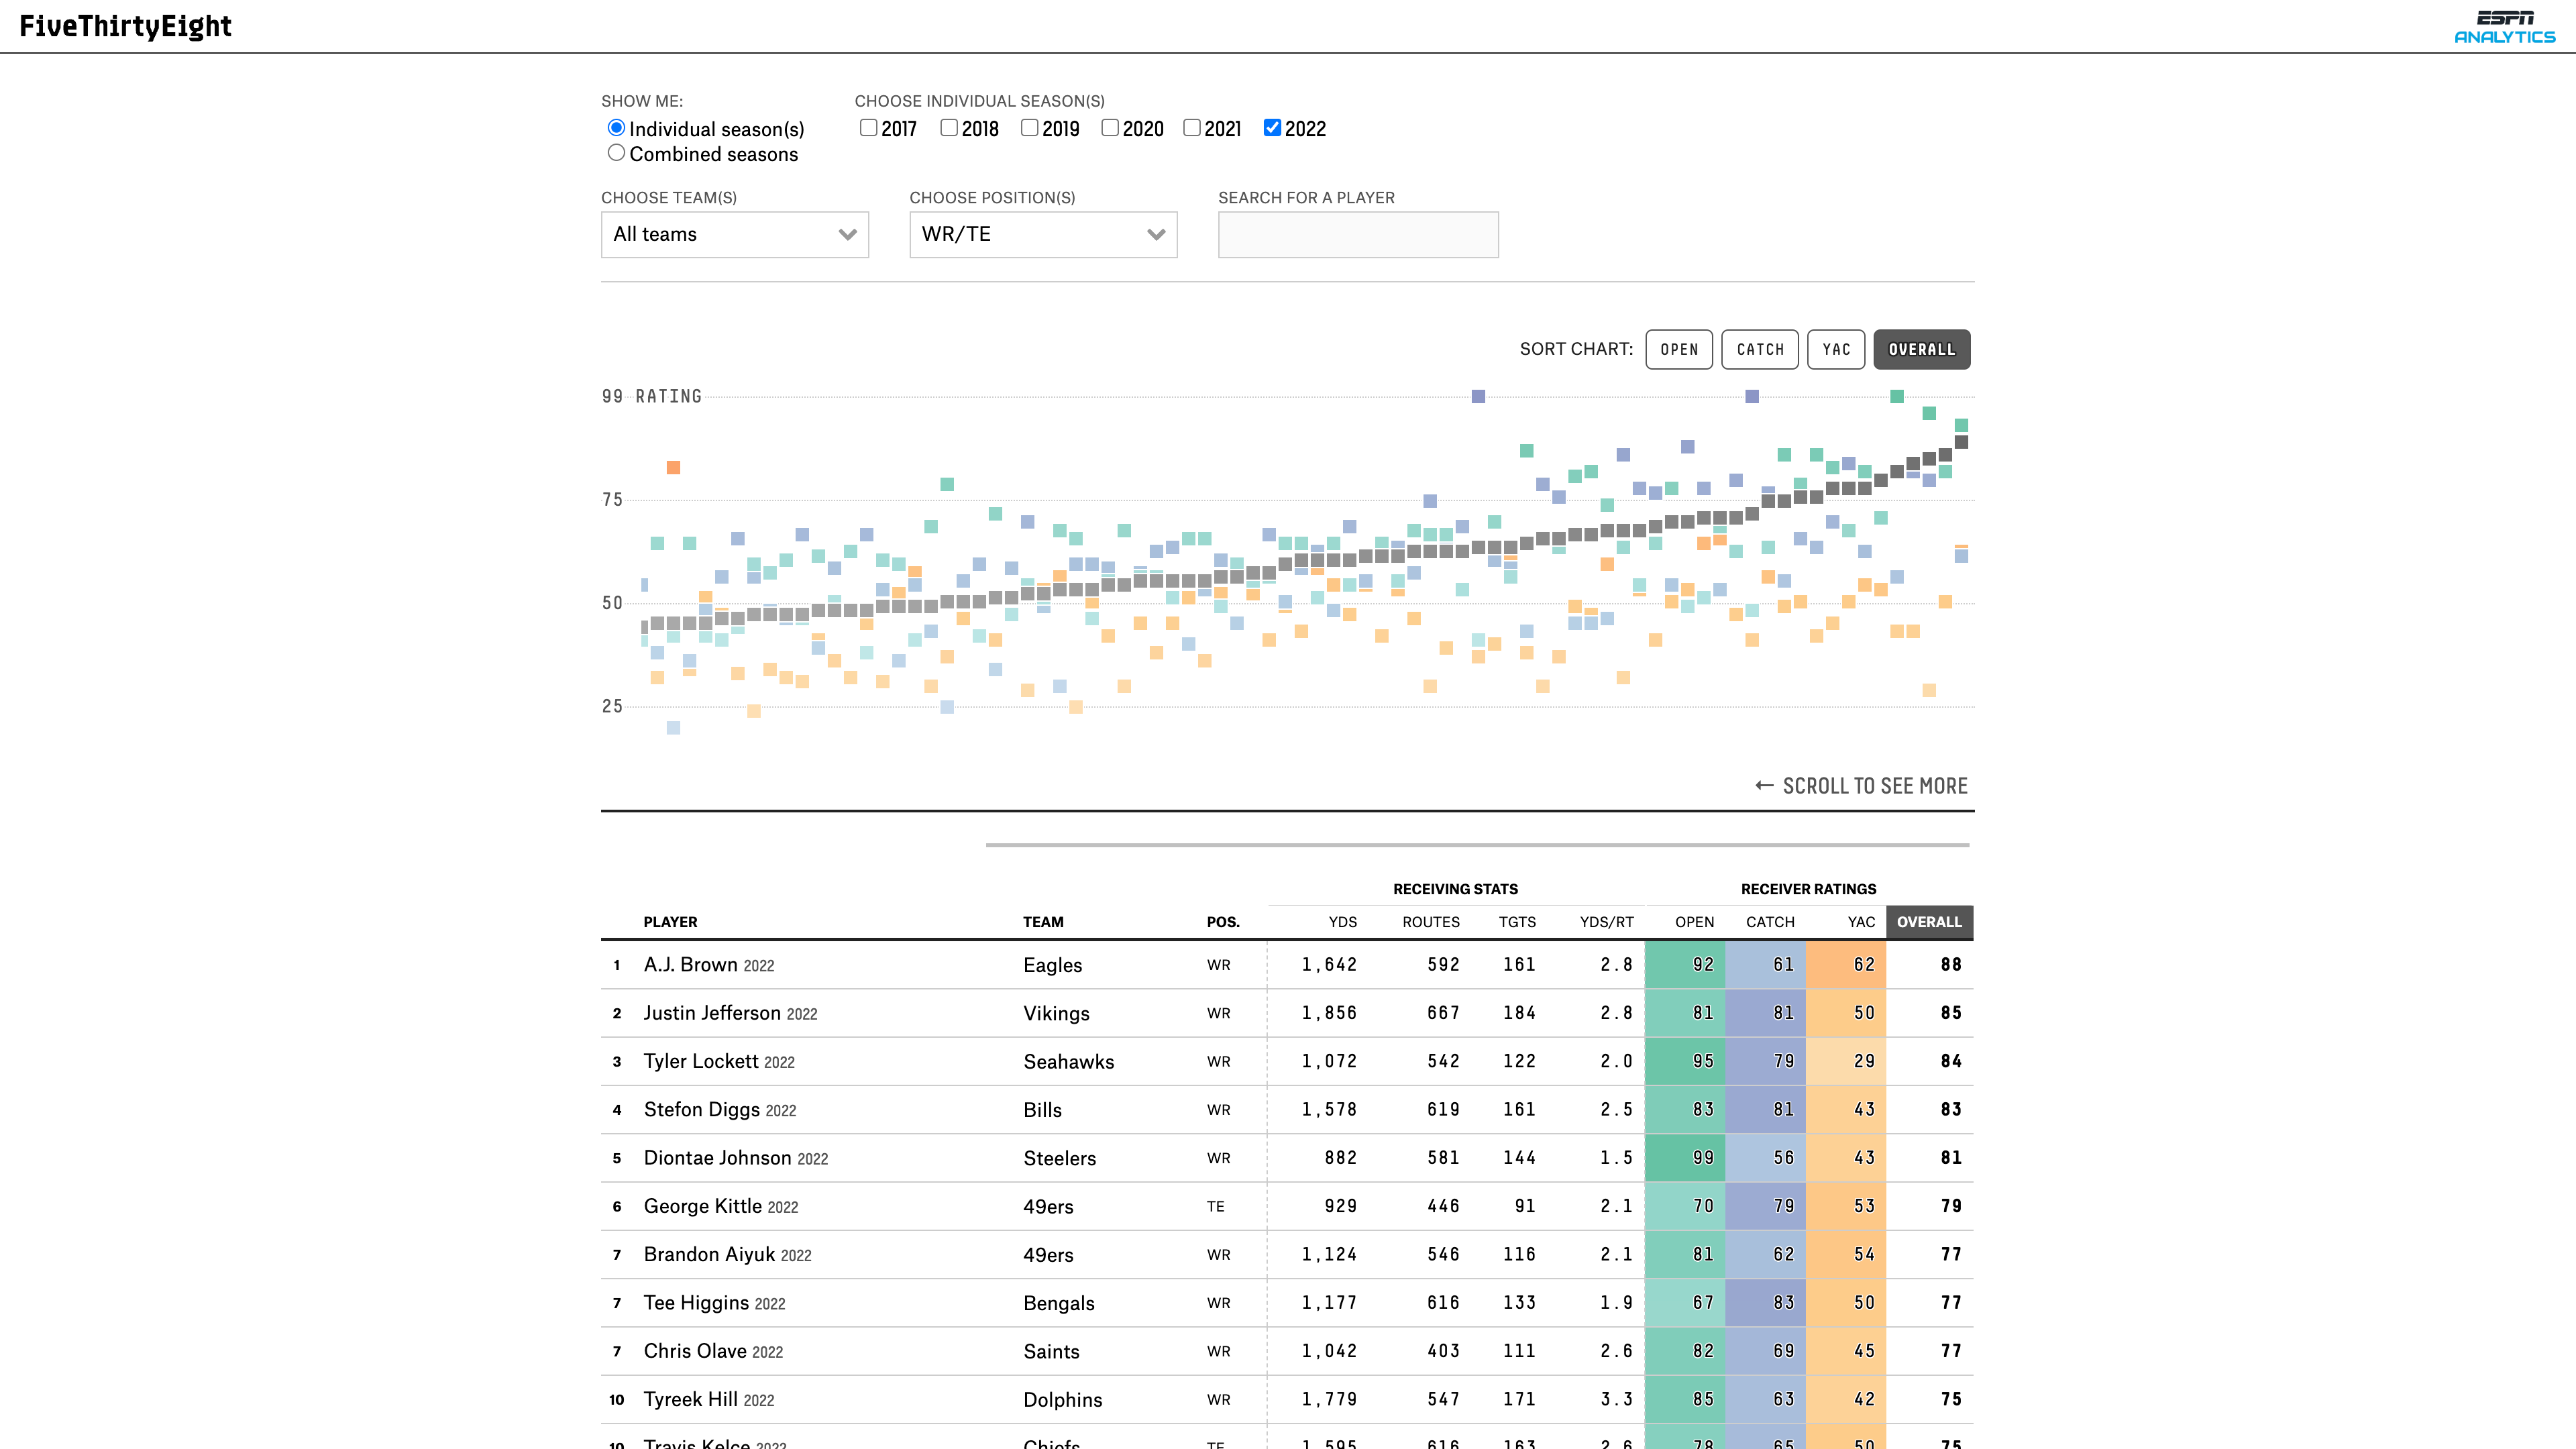 FiveThirtyEight
ESPN
ANALYTICS
SHOW ME:
Individual season(s)
Combined seasons
CHOOSE INDIVIDUAL SEASON(S)
2017 2018 2019 2020 2021 2022
CHOOSE TEAM(S)
All teams
CHOOSE POSITION(S)
WR/TE
SEARCH FOR A PLAYER
SORT CHART: OPEN CATCH YAC OVERALL
99 RATING
75
50
25
← SCROLL TO SEE MORE
RECEIVING STATS RECEIVER RATINGS
PLAYER TEAM POS. YDS ROUTES TGTS YDS/RT OPEN CATCH YAC OVERALL
1 A.J. Brown 2022 Eagles WR 1,642 592 161 2.8 92 61 62 88
2 Justin Jefferson 2022 Vikings WR 1,856 667 184 2.8 81 81 50 85
3 Tyler Lockett 2022 Seahawks WR 1,072 542 122 2.0 95 79 29 84
4 Stefon Diggs 2022 Bills WR 1,578 619 161 2.5 83 81 43 83
5 Diontae Johnson 2022 Steelers WR 882 581 144 1.5 99 56 43 81
6 George Kittle 2022 49ers TE 929 446 91 2.1 70 79 53 79
7 Brandon Aiyuk 2022 49ers WR 1,124 546 116 2.1 81 62 54 77
7 Tee Higgins 2022 Bengals WR 1,177 616 133 1.9 67 83 50 77
7 Chris Olave 2022 Saints WR 1,042 403 111 2.6 82 69 45 77
10 Tyreek Hill 2022 Dolphins WR 1,779 547 171 3.3 85 63 42 75
10 Travis Kelce 2022 Chiefs TE 1,595 616 163 2.6 78 65 50 75